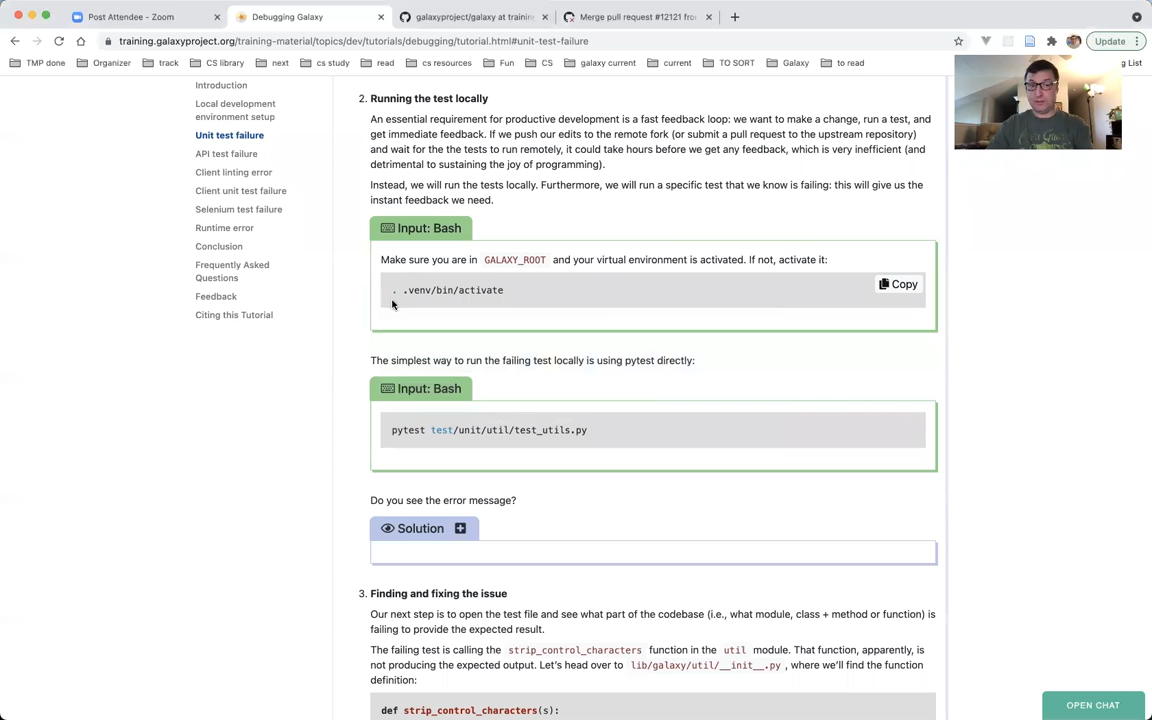 Post Attendee - Zoom
Debugging Galaxy
galaxyproject/galaxy at trainin
Merge pull request #12121 fro
training.galaxyproject.org/training-material/topics/dev/tutorials/debugging/tutorial.html#unit-test-failure
Update
TMP done
Organizer
track
CS library
next
cs study
read
cs resources
Fun
CS
galaxy current
current
TO SORT
Galaxy
to read
ng List
Introduction
Local development
environment setup
Unit test failure
API test failure
Client linting error
Client unit test failure
Selenium test failure
Runtime error
Conclusion
Frequently Asked
Questions
Feedback
Citing this Tutorial
2. Running the test locally
An essential requirement for productive development is a fast feedback loop: we want to make a change, run a test, and
get immediate feedback. If we push our edits to the remote fork (or submit a pull request to the upstream repository)
and wait for the the tests to run remotely, it could take hours before we get any feedback, which is very inefficient (and
detrimental to sustaining the joy of programming).
Instead, we will run the tests locally. Furthermore, we will run a specific test that we know is failing: this will give us the
instant feedback we need.
Input: Bash
Make sure you are in GALAXY_ROOT and your virtual environment is activated. If not, activate it:
. .venv/bin/activate
Copy
The simplest way to run the failing test locally is using pytest directly:
Input: Bash
pytest test/unit/util/test_utils.py
Do you see the error message?
Solution
3. Finding and fixing the issue
Our next step is to open the test file and see what part of the codebase (i.e., what module, class + method or function) is
failing to provide the expected result.
The failing test is calling the strip_control_characters function in the util module. That function, apparently, is
not producing the expected output. Let's head over to lib/galaxy/util/__init__.py , where we'll find the function
definition:
def strip_control_characters(s):
OPEN CHAT